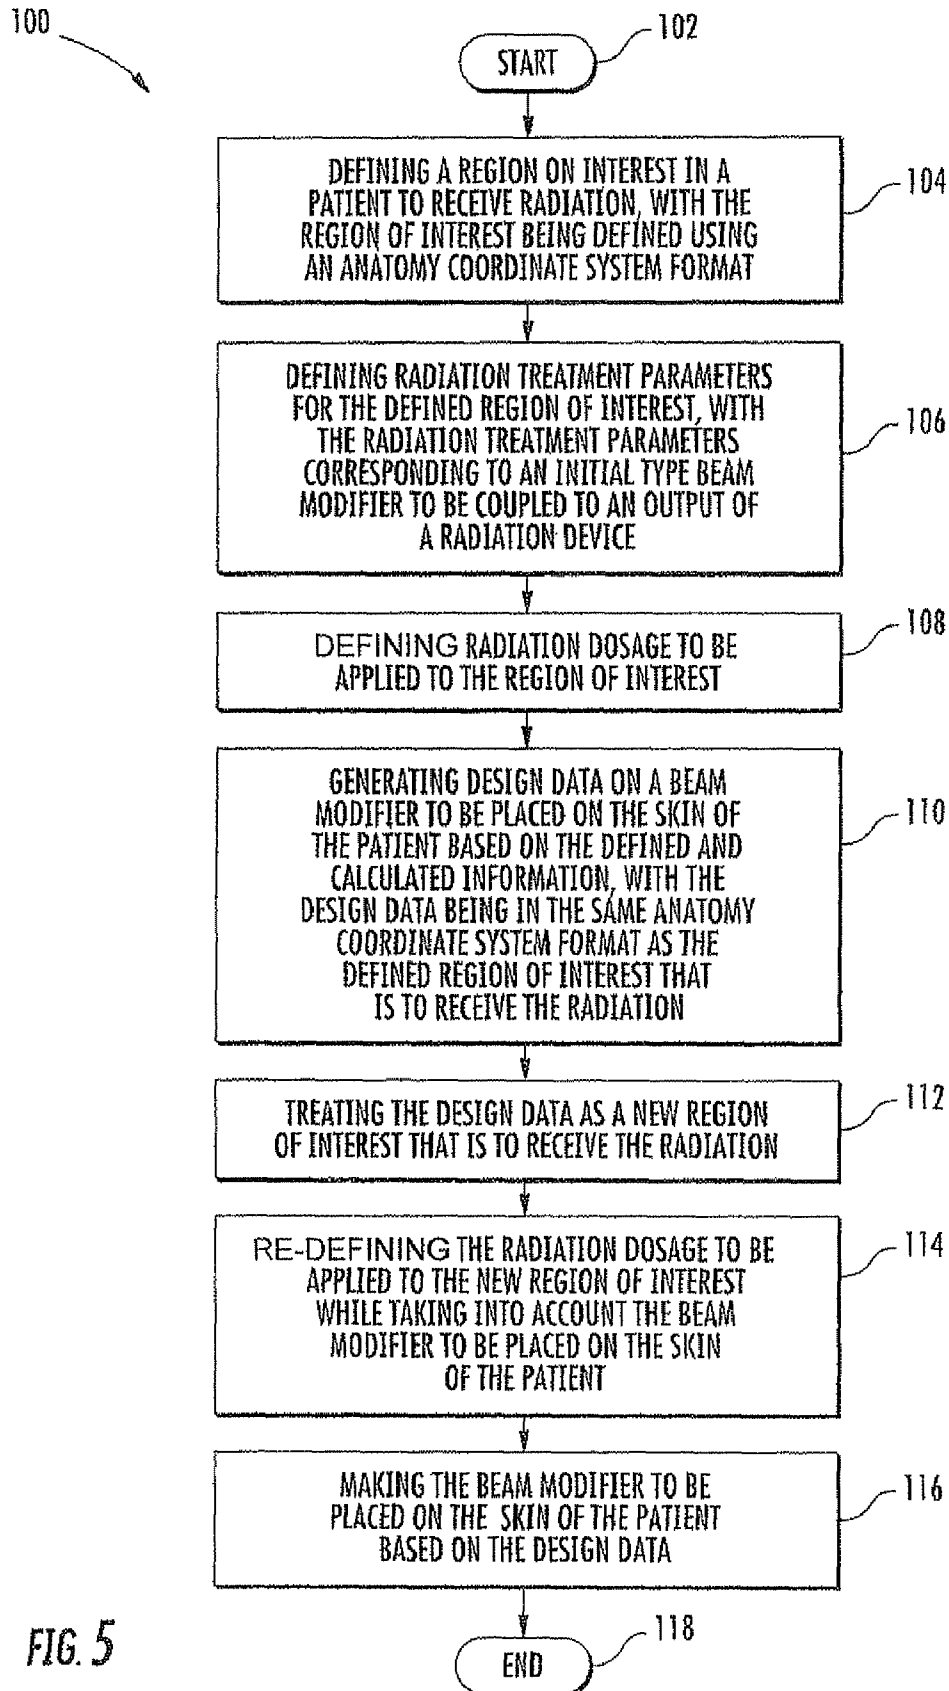 100
102
START
DEFINING A REGION ON INTEREST IN A
PATIENT TO RECEIVE RADIATION, WITH THE
REGION OF INTEREST BEING DEFINED USING
AN ANATOMY COORDINATE SYSTEM FORMAT
104
DEFINING RADIATION TREATMENT PARAMETERS
FOR THE DEFINED REGION OF INTEREST, WITH
THE RADIATION TREATMENT PARAMETERS
CORRESPONDING TO AN INITIAL TYPE BEAM
MODIFIER TO BE COUPLED TO AN OUTPUT OF
A RADIATION DEVICE
106
DEFINING RADIATION DOSAGE TO BE
APPLIED TO THE REGION OF INTEREST
108
GENERATING DESIGN DATA ON A BEAM
MODIFIER TO BE PLACED ON THE SKIN OF
THE PATIENT BASED ON THE DEFINED AND
CALCULATED INFORMATION, WITH THE
DESIGN DATA BEING IN THE SAME ANATOMY
COORDINATE SYSTEM FORMAT AS THE
DEFINED REGION OF INTEREST THAT
IS TO RECEIVE THE RADIATION
110
TREATING THE DESIGN DATA AS A NEW REGION
OF INTEREST THAT IS TO RECEIVE THE RADIATION
112
RE-DEFINING THE RADIATION DOSAGE TO BE
APPLIED TO THE NEW REGION OF INTEREST
WHILE TAKING INTO ACCOUNT THE BEAM
MODIFIER TO BE PLACED ON THE SKIN
OF THE PATIENT
114
MAKING THE BEAM MODIFIER TO BE
PLACED ON THE SKIN OF THE PATIENT
BASED ON THE DESIGN DATA
116
END
118
FIG. 5